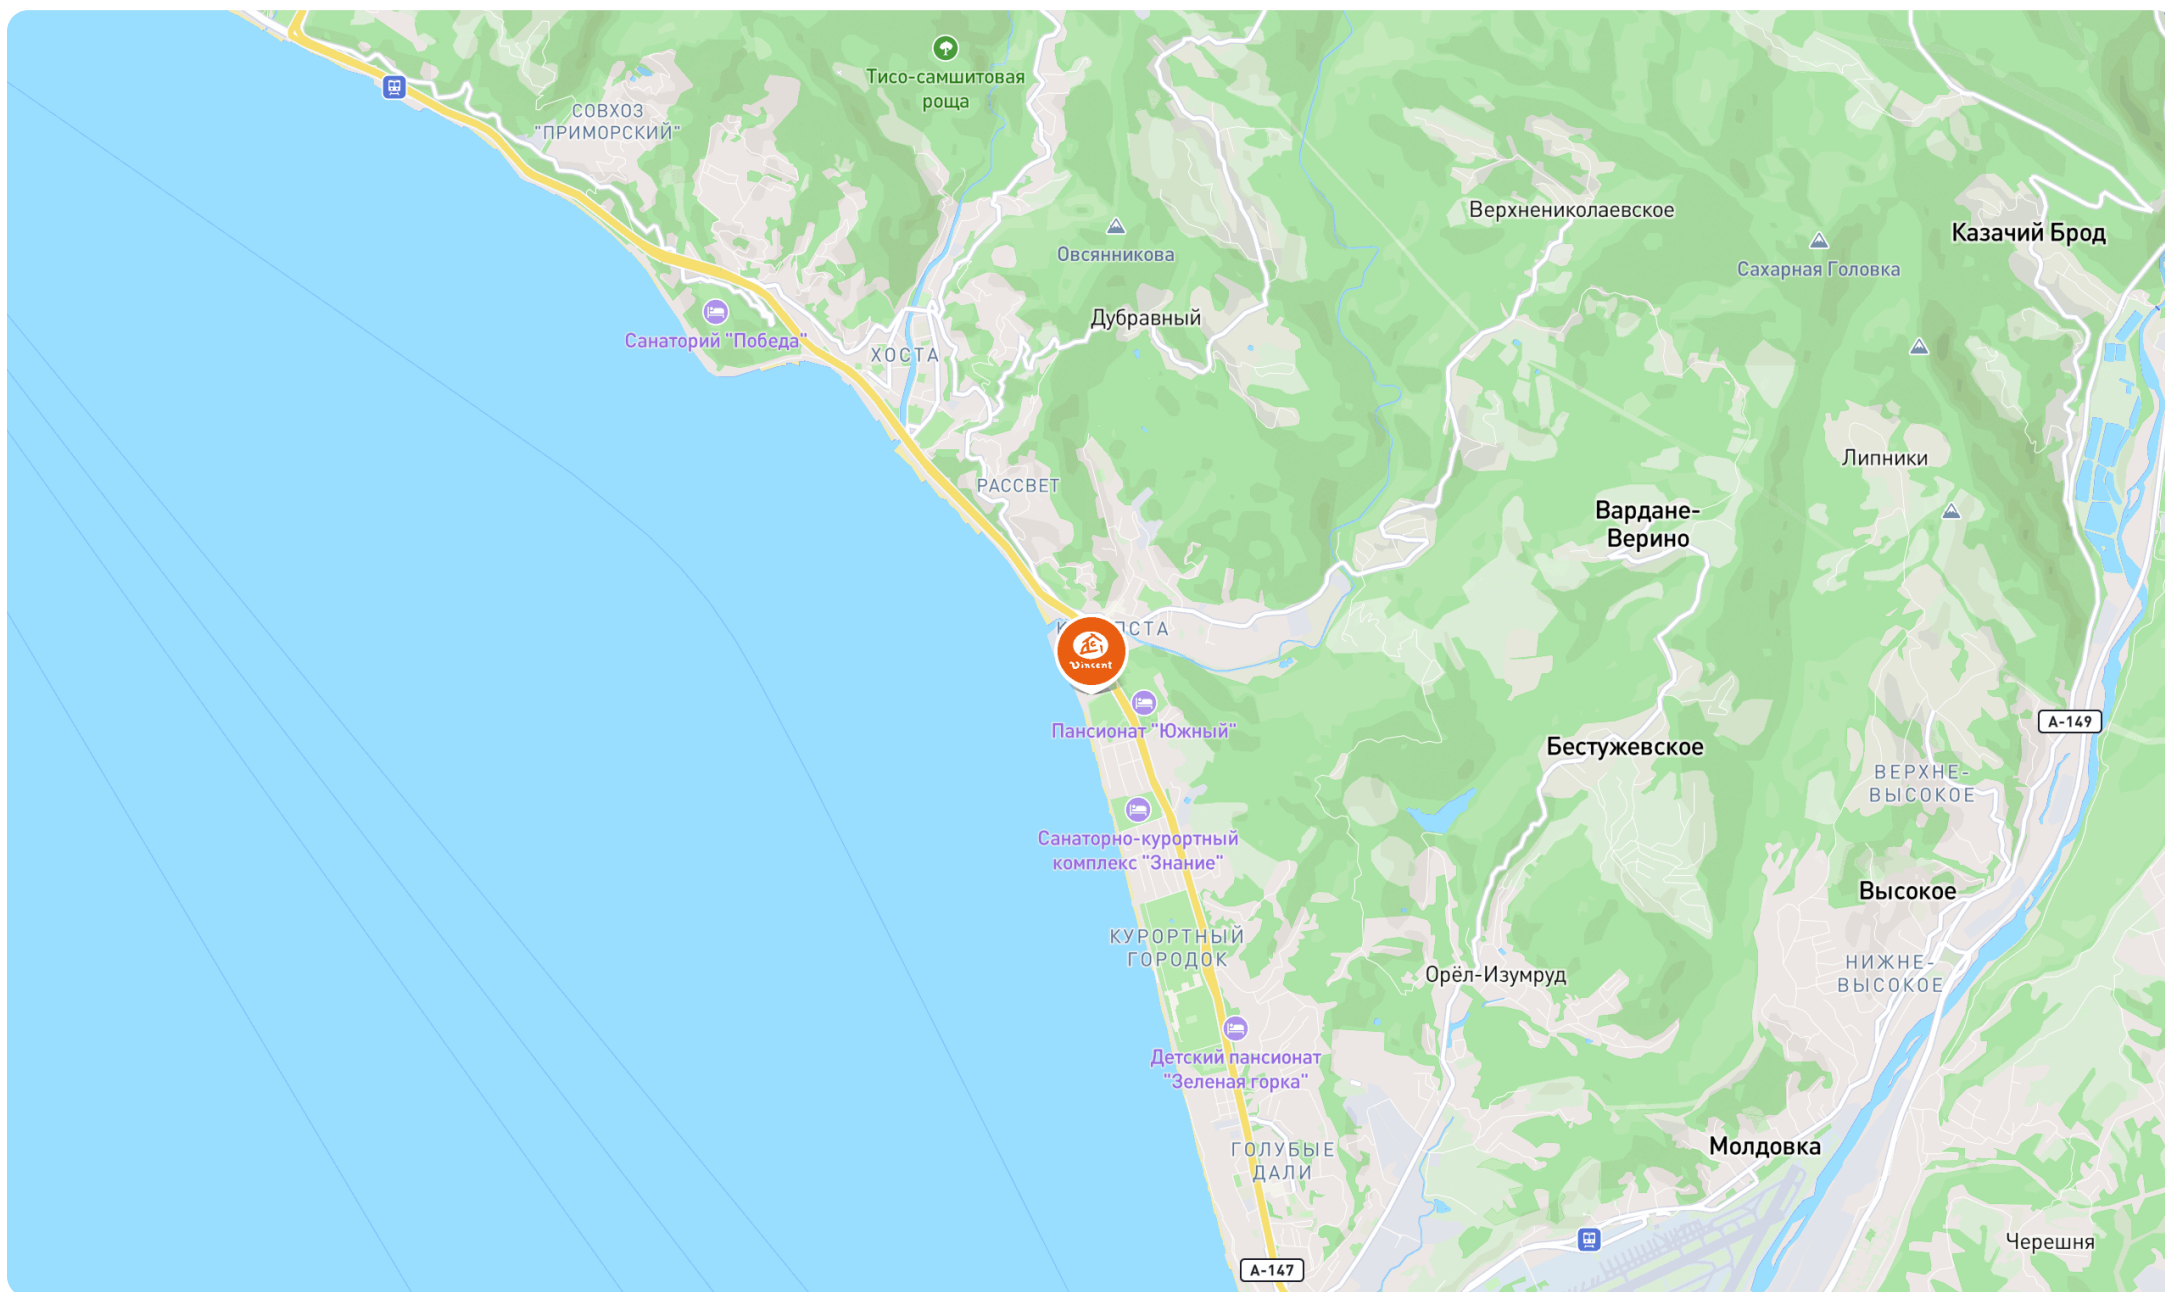 Тисо-самшитовая
роща
СОВХОЗ
"ПРИМОРСКИЙ"
Верхнениколаевское
Казачий Брод
Овсянникова
Сахарная Головка
Дубравный
Санаторий "Победа"
ХОСТА
Липники
РАССВЕТ
Вардане-
Верино
Vincent
А-149
Пансионат "Южный"
Бестужевское
ВЕРХНЕ-
ВЫСОКОЕ
Санаторно-курортный
комплекс "Знание"
Высокое
КУРОРТНЫЙ
ГОРОДОК
НИЖНЕ-
ВЫСОКОЕ
Орёл-Изумруд
Детский пансионат
"Зеленая горка"
Молдовка
ГОЛУБЫЕ
ДАЛИ
Черешня
А-147